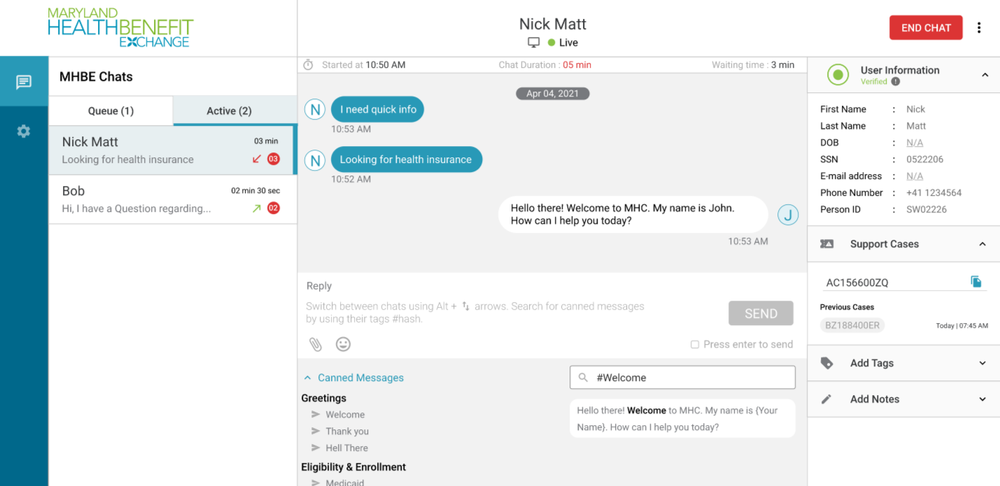 MARYLAND
HEALTHBENEFIT
EXCHANGE
Nick Matt
Live
END CHAT
MHBE Chats
Queue (1)
Active (2)
Nick Matt
03 min
Looking for health insurance
03
Bob
02 min 30 sec
Hi, I have a Question regarding...
02
Started at 10:50 AM
Chat Duration : 05 min
Waiting time : 3 min
Apr 04, 2021
N
I need quick info
10:53 AM
N
Looking for health insurance
10:52 AM
Hello there! Welcome to MHC. My name is John.
How can I help you today?
J
10:53 AM
Reply
Switch between chats using Alt + ↑↓ arrows. Search for canned messages
by using their tags #hash.
SEND
Press enter to send
Canned Messages
Greetings
Welcome
Thank you
Hell There
Eligibility & Enrollment
Medicaid
#Welcome
Hello there! Welcome to MHC. My name is {Your
Name}. How can I help you today?
User Information
Verified
First Name : Nick
Last Name : Matt
DOB : N/A
SSN : 0522206
E-mail address : N/A
Phone Number : +41 1234564
Person ID : SW02226
Support Cases
AC156600ZQ
Previous Cases
BZ188400ER
Today | 07:45 AM
Add Tags
Add Notes